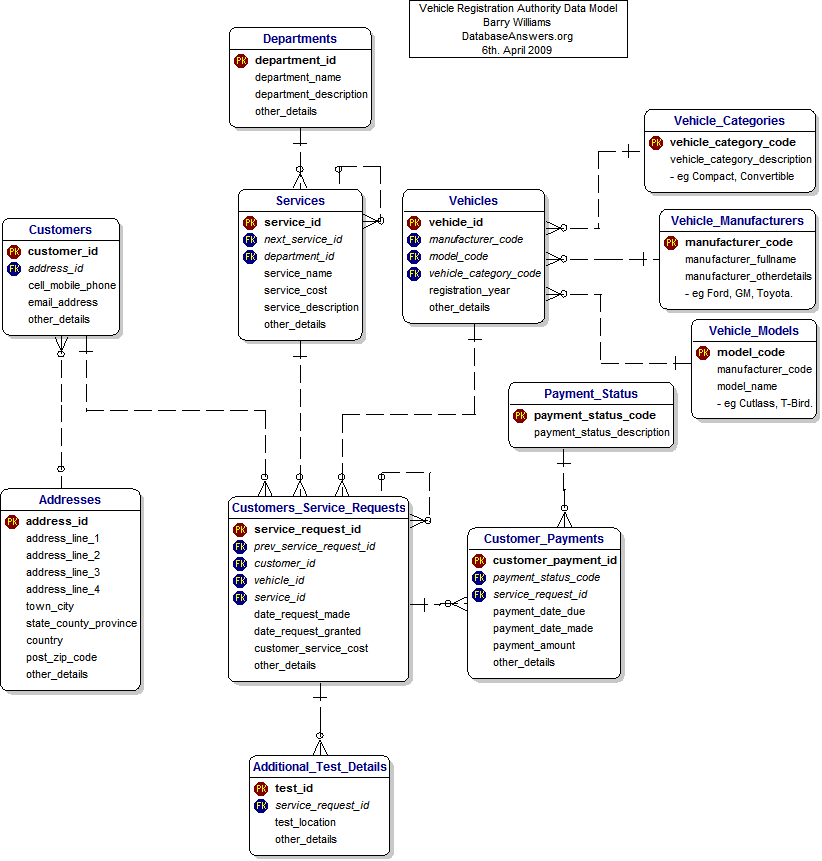 Vehicle Registration Authority Data Model
Barry Williams
DatabaseAnswers.org
6th. April 2009
Departments
PK department_id
department_name
department_description
other_details
Vehicle_Categories
PK vehicle_category_code
vehicle_category_description
- eg Compact, Convertible
Services
PK service_id
FK next_service_id
FK department_id
service_name
service_cost
service_description
other_details
Vehicles
PK vehicle_id
FK manufacturer_code
FK model_code
FK vehicle_category_code
registration_year
other_details
Vehicle_Manufacturers
PK manufacturer_code
manufacturer_fullname
manufacturer_otherdetails
- eg Ford, GM, Toyota.
Customers
PK customer_id
FK address_id
cell_mobile_phone
email_address
other_details
Vehicle_Models
PK model_code
manufacturer_code
model_name
- eg Cutlass, T-Bird.
Payment_Status
PK payment_status_code
payment_status_description
Addresses
PK address_id
address_line_1
address_line_2
address_line_3
address_line_4
town_city
state_county_province
country
post_zip_code
other_details
Customers_Service_Requests
PK service_request_id
FK prev_service_request_id
FK customer_id
FK vehicle_id
FK service_id
date_request_made
date_request_granted
customer_service_cost
other_details
Customer_Payments
PK customer_payment_id
FK payment_status_code
FK service_request_id
payment_date_due
payment_date_made
payment_amount
other_details
Additional_Test_Details
PK test_id
FK service_request_id
test_location
other_details